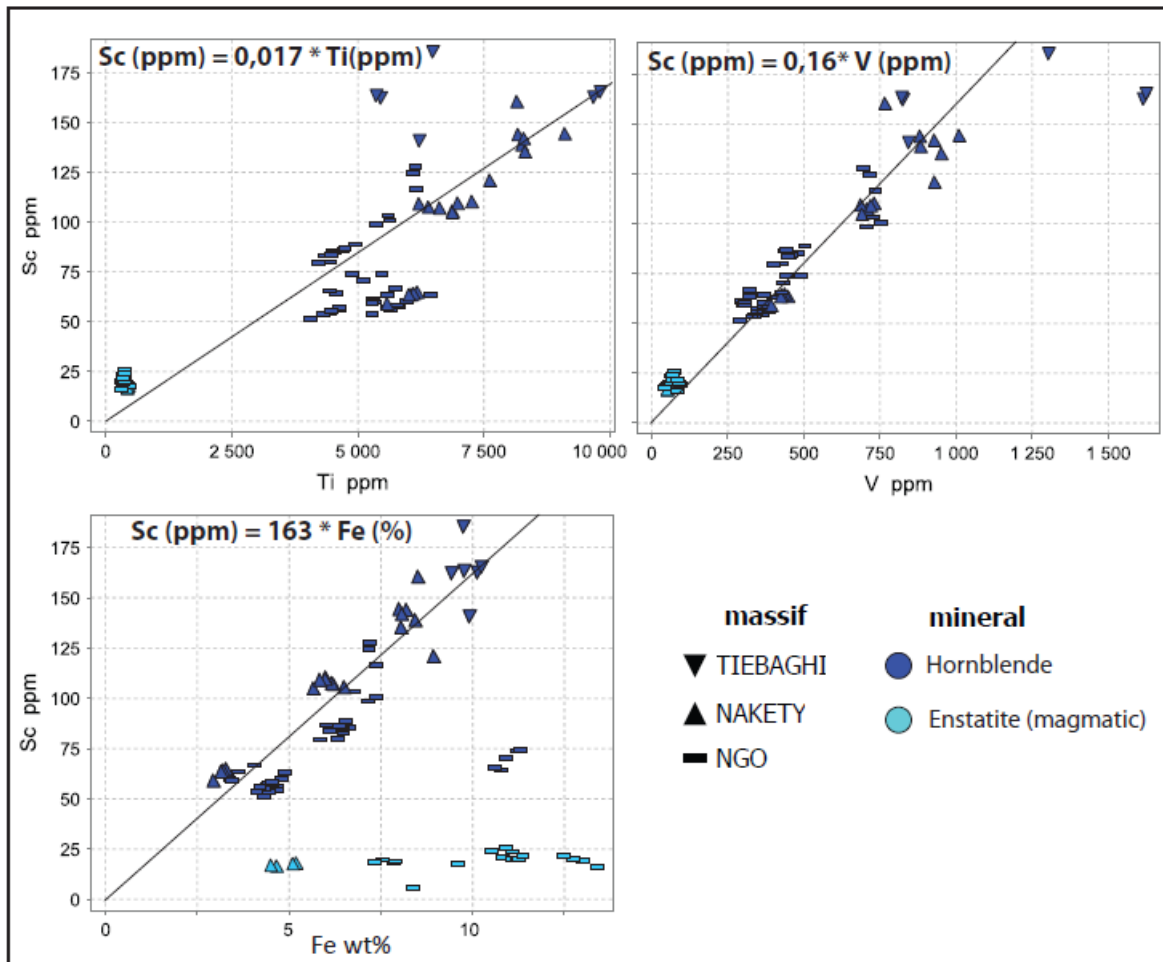 Sc (ppm) = 0,017 * Ti(ppm)
175
150
125
100
75
50
25
0
Sc ppm
0 2 500 5 000 7 500 10 000
Ti ppm
Sc (ppm) = 0,16* V (ppm)
0 250 500 750 1 000 1 250 1 500
V ppm
Sc (ppm) = 163 * Fe (%)
175
150
125
100
75
50
25
0
Sc ppm
0 5 10
Fe wt%
massif
TIEBAGHI
NAKETY
NGO
mineral
Hornblende
Enstatite (magmatic)